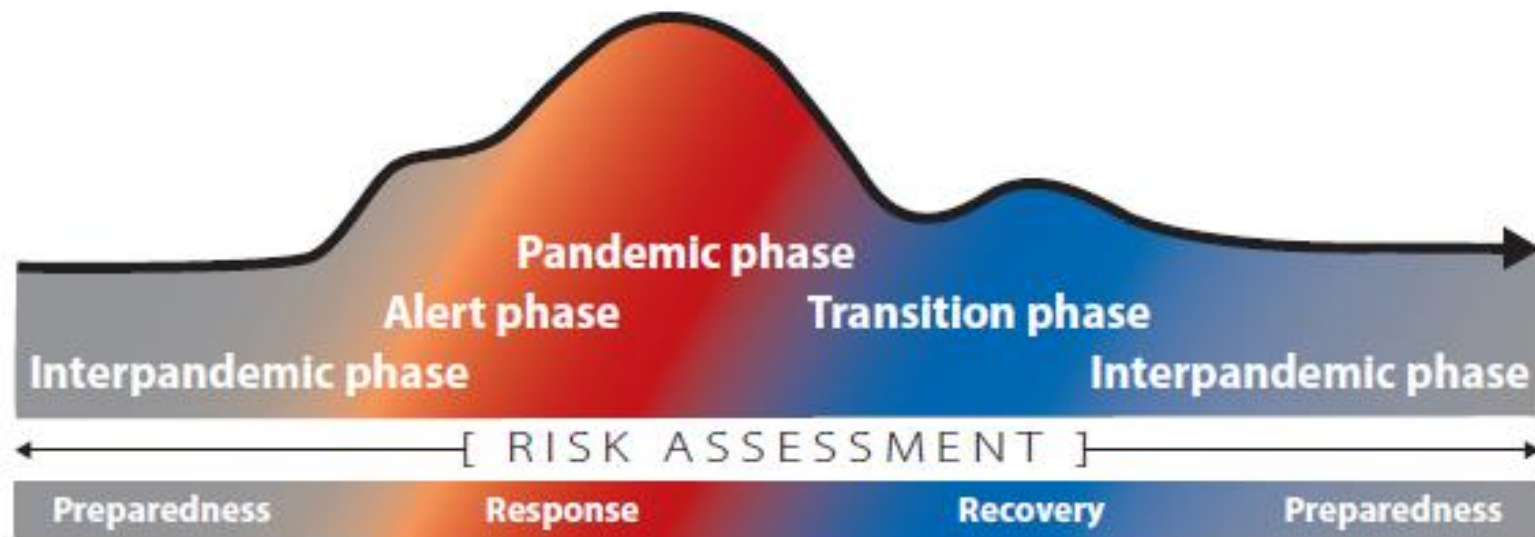 Pandemic phase
Alert phase
Transition phase
Interpandemic phase
Interpandemic phase
[ RISK ASSESSMENT ]
Preparedness
Response
Recovery
Preparedness